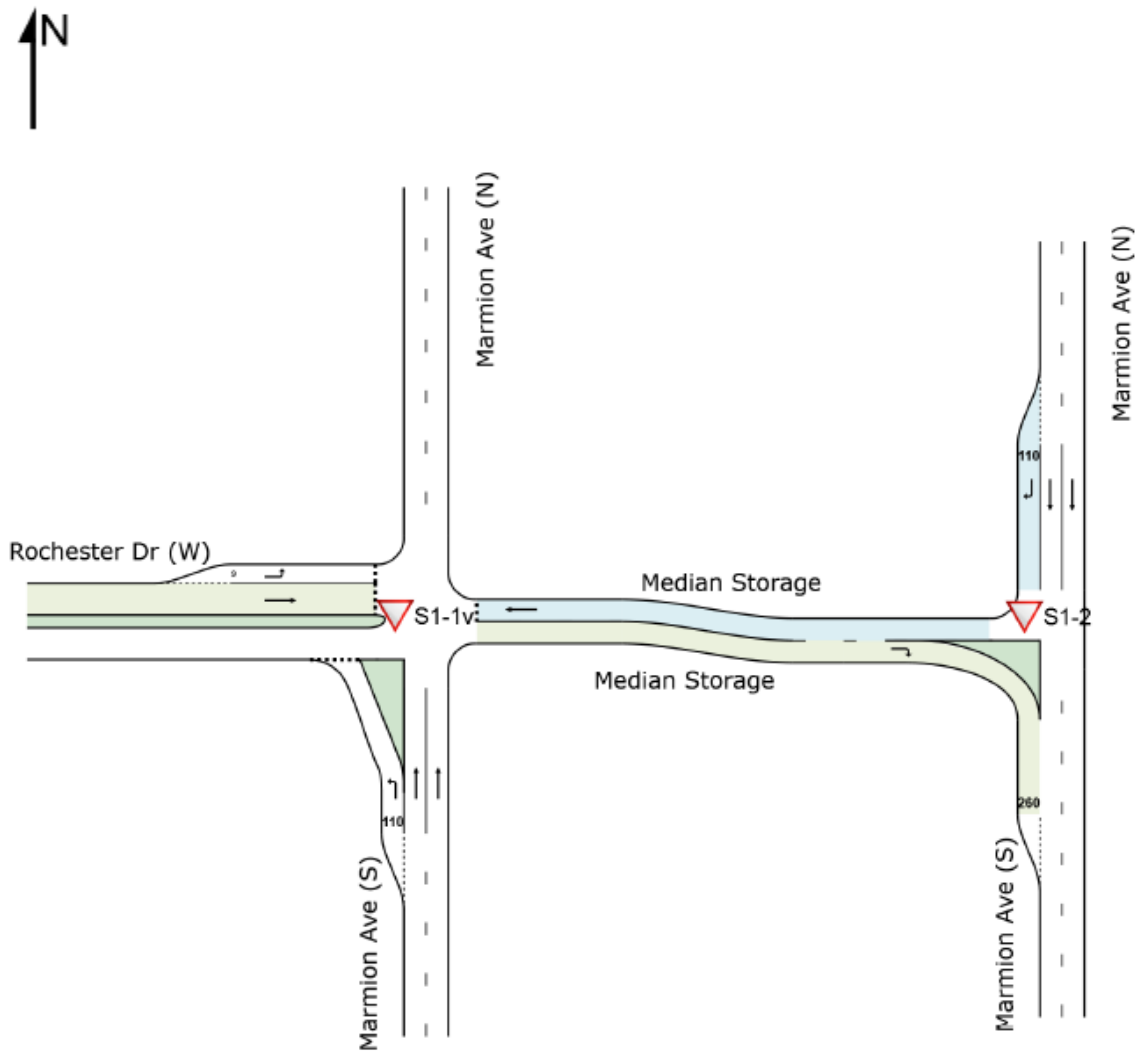 N
Marmion Ave (N)
Marmion Ave (N)
110
Rochester Dr (W)
9
Median Storage
S1-1v
S1-2
Median Storage
110
260
Marmion Ave (S)
Marmion Ave (S)